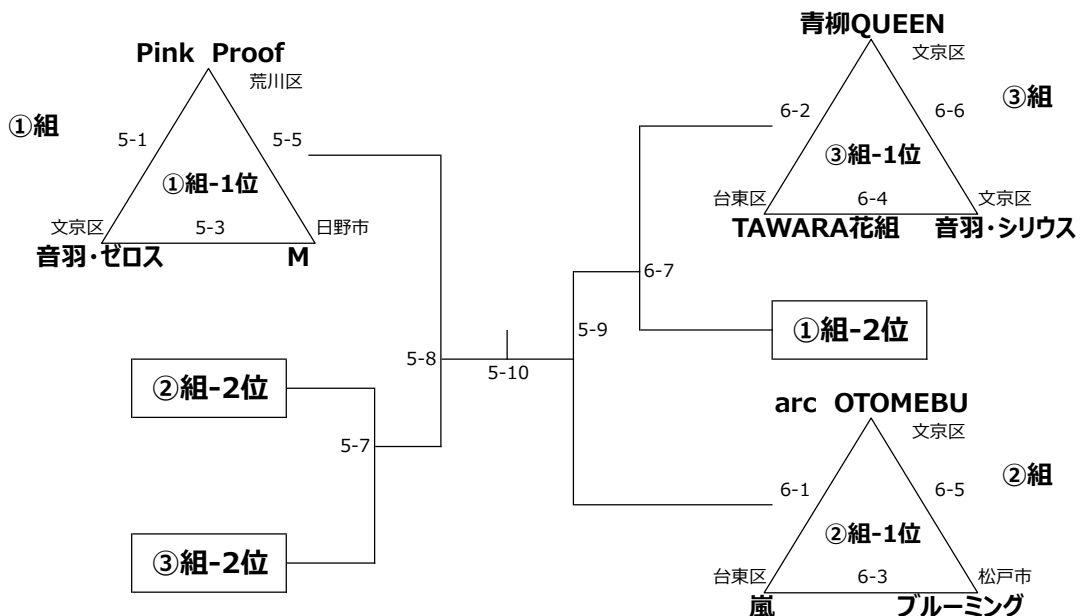 Pink Proof
荒川区
①組
5-1
5-5
①組-1位
文京区
5-3
日野市
音羽・ゼロス
M
5-8
②組-2位
5-7
③組-2位
5-10
青柳QUEEN
文京区
③組
6-2
6-6
③組-1位
台東区
6-4
文京区
TAWARA花組
音羽・シリウス
6-7
5-9
①組-2位
arc OTOMEBU
文京区
②組
6-1
6-5
②組-1位
台東区
6-3
松戸市
嵐
ブルーミング